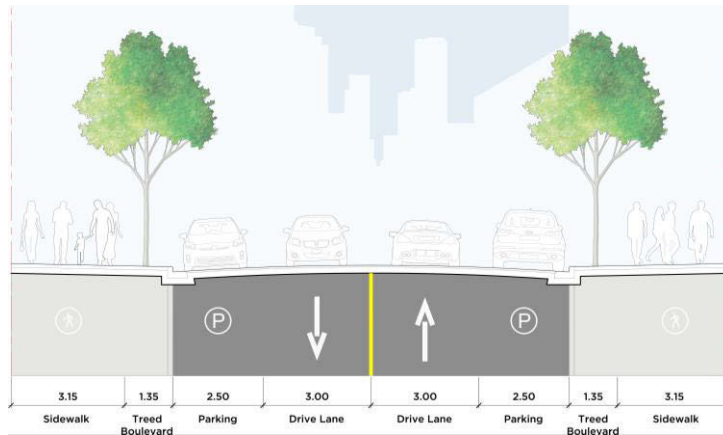 P
P
3.15 1.35 2.50 3.00 3.00 2.50 1.35 3.15
Sidewalk Treed Boulevard Parking Drive Lane Drive Lane Parking Treed Boulevard Sidewalk